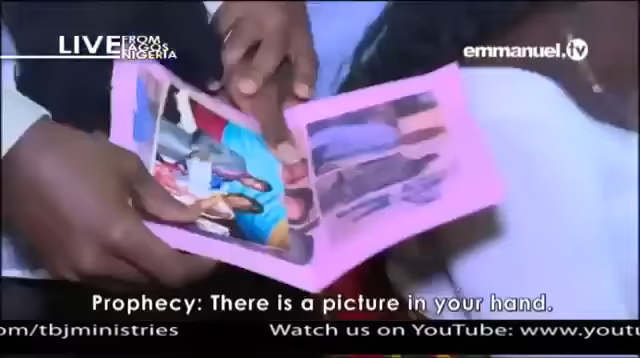 LIVE FROM LAGOS NIGERIA
emmanuel.tv
Prophecy: There is a picture in your hand.
om/tbjministries Watch us on YouTube: www.yout